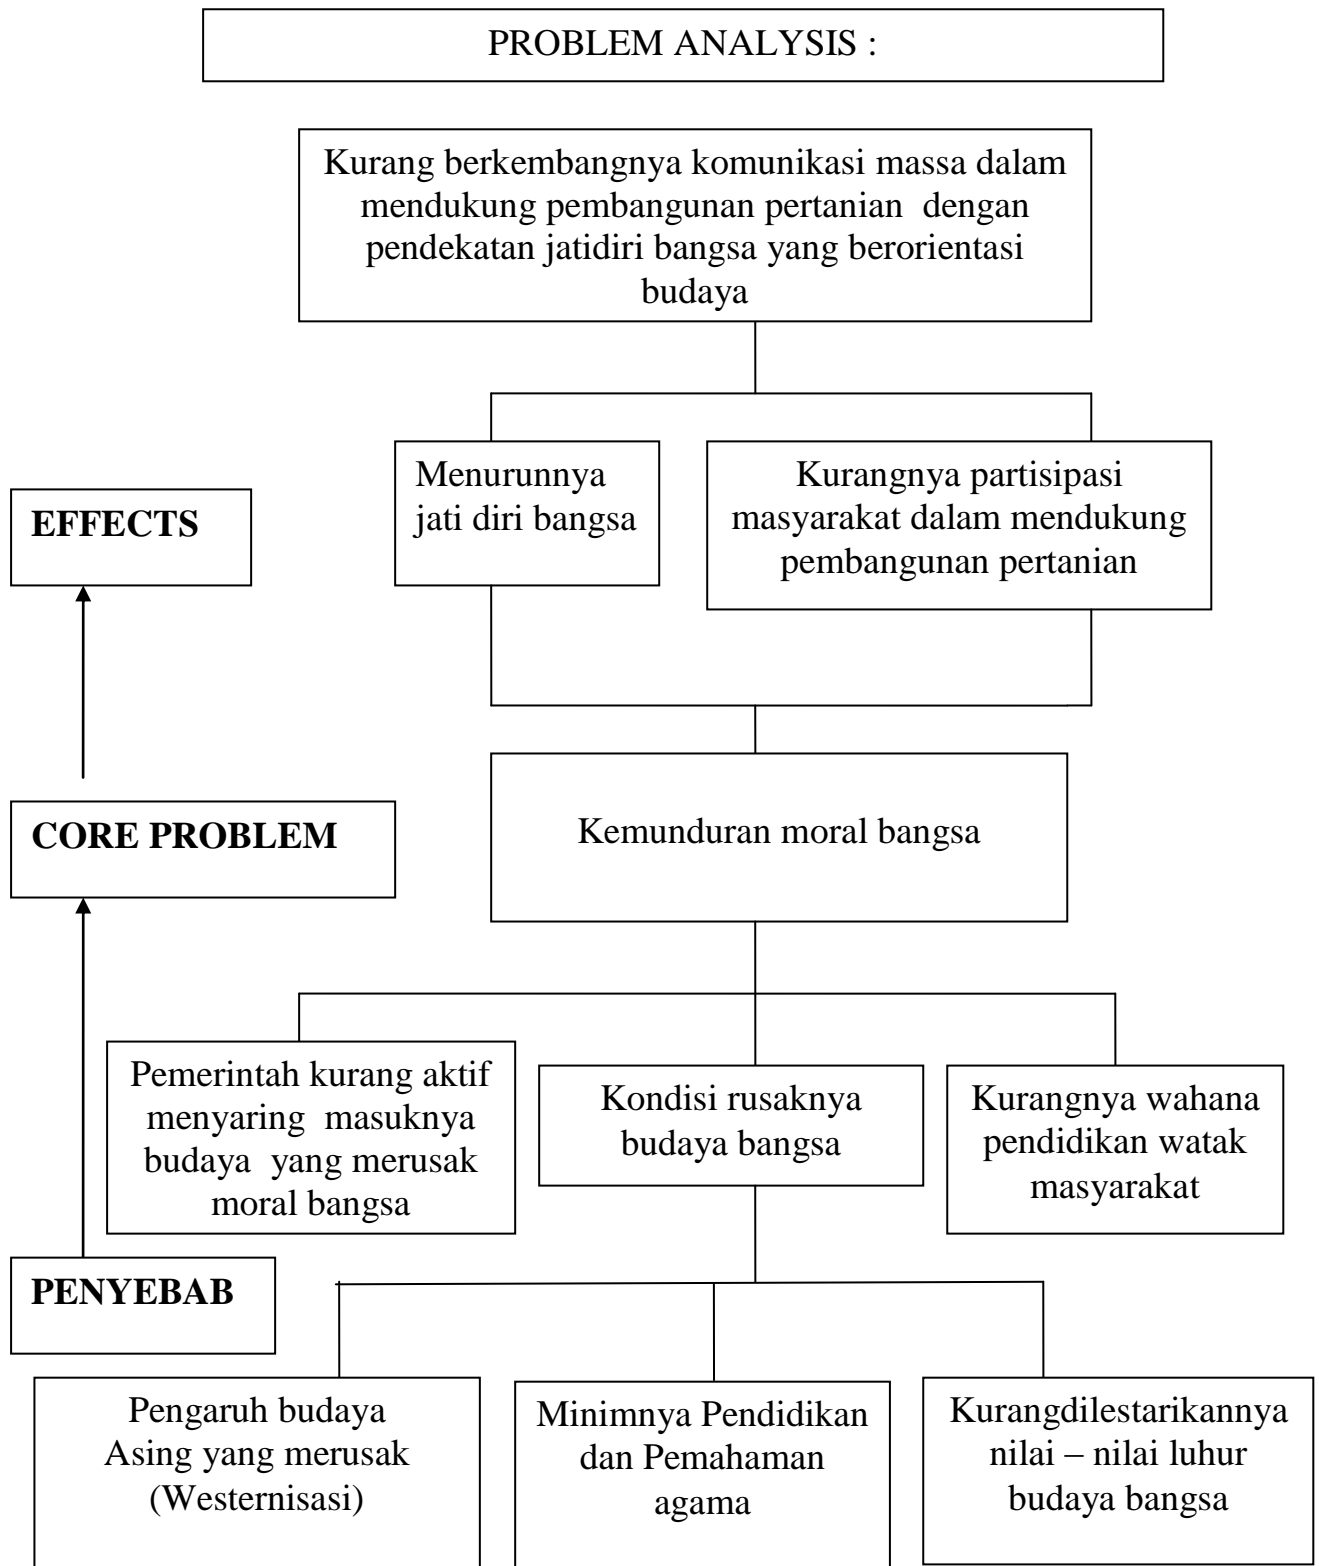 PROBLEM ANALYSIS :
Kurang berkembangnya komunikasi massa dalam
mendukung pembangunan pertanian dengan
pendekatan jatidiri bangsa yang berorientasi
budaya
Menurunnya
jati diri bangsa
Kurangnya partisipasi
masyarakat dalam mendukung
pembangunan pertanian
EFFECTS
CORE PROBLEM
Kemunduran moral bangsa
Pemerintah kurang aktif
menyaring masuknya
budaya yang merusak
moral bangsa
Kondisi rusaknya
budaya bangsa
Kurangnya wahana
pendidikan watak
masyarakat
PENYEBAB
Pengaruh budaya
Asing yang merusak
(Westernisasi)
Minimnya Pendidikan
dan Pemahaman
agama
Kurangdilestarikannya
nilai – nilai luhur
budaya bangsa